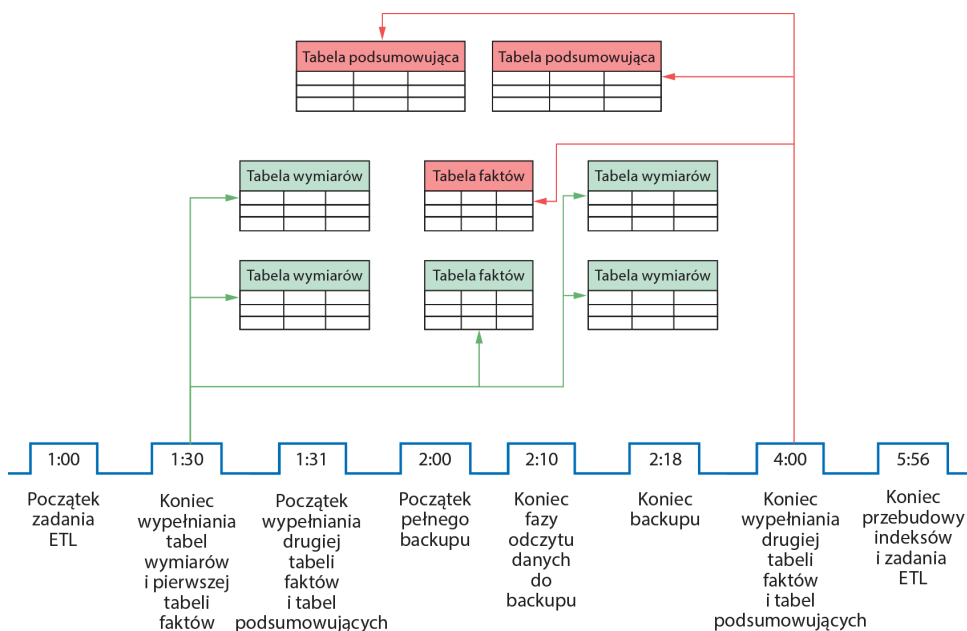 Tabela podsumowująca
Tabela podsumowująca
Tabela wymiarów
Tabela faktów
Tabela wymiarów
Tabela wymiarów
Tabela faktów
Tabela wymiarów
1:00
Początek
zadania
ETL
1:30
Koniec
wypełniania
tabel
wymiarów
i pierwszej
tabeli
faktów
1:31
Początek
wypełniania
drugiej
tabeli
faktów
i tabel
podsumowujących
2:00
Początek
pełnego
backupu
2:10
Koniec
fazy
odczytu
danych
do
backupu
2:18
Koniec
backupu
4:00
Koniec
wypełniania
drugiej
tabeli
faktów
i tabel
podsumowujących
5:56
Koniec
przebudowy
indeksów
i zadania
ETL